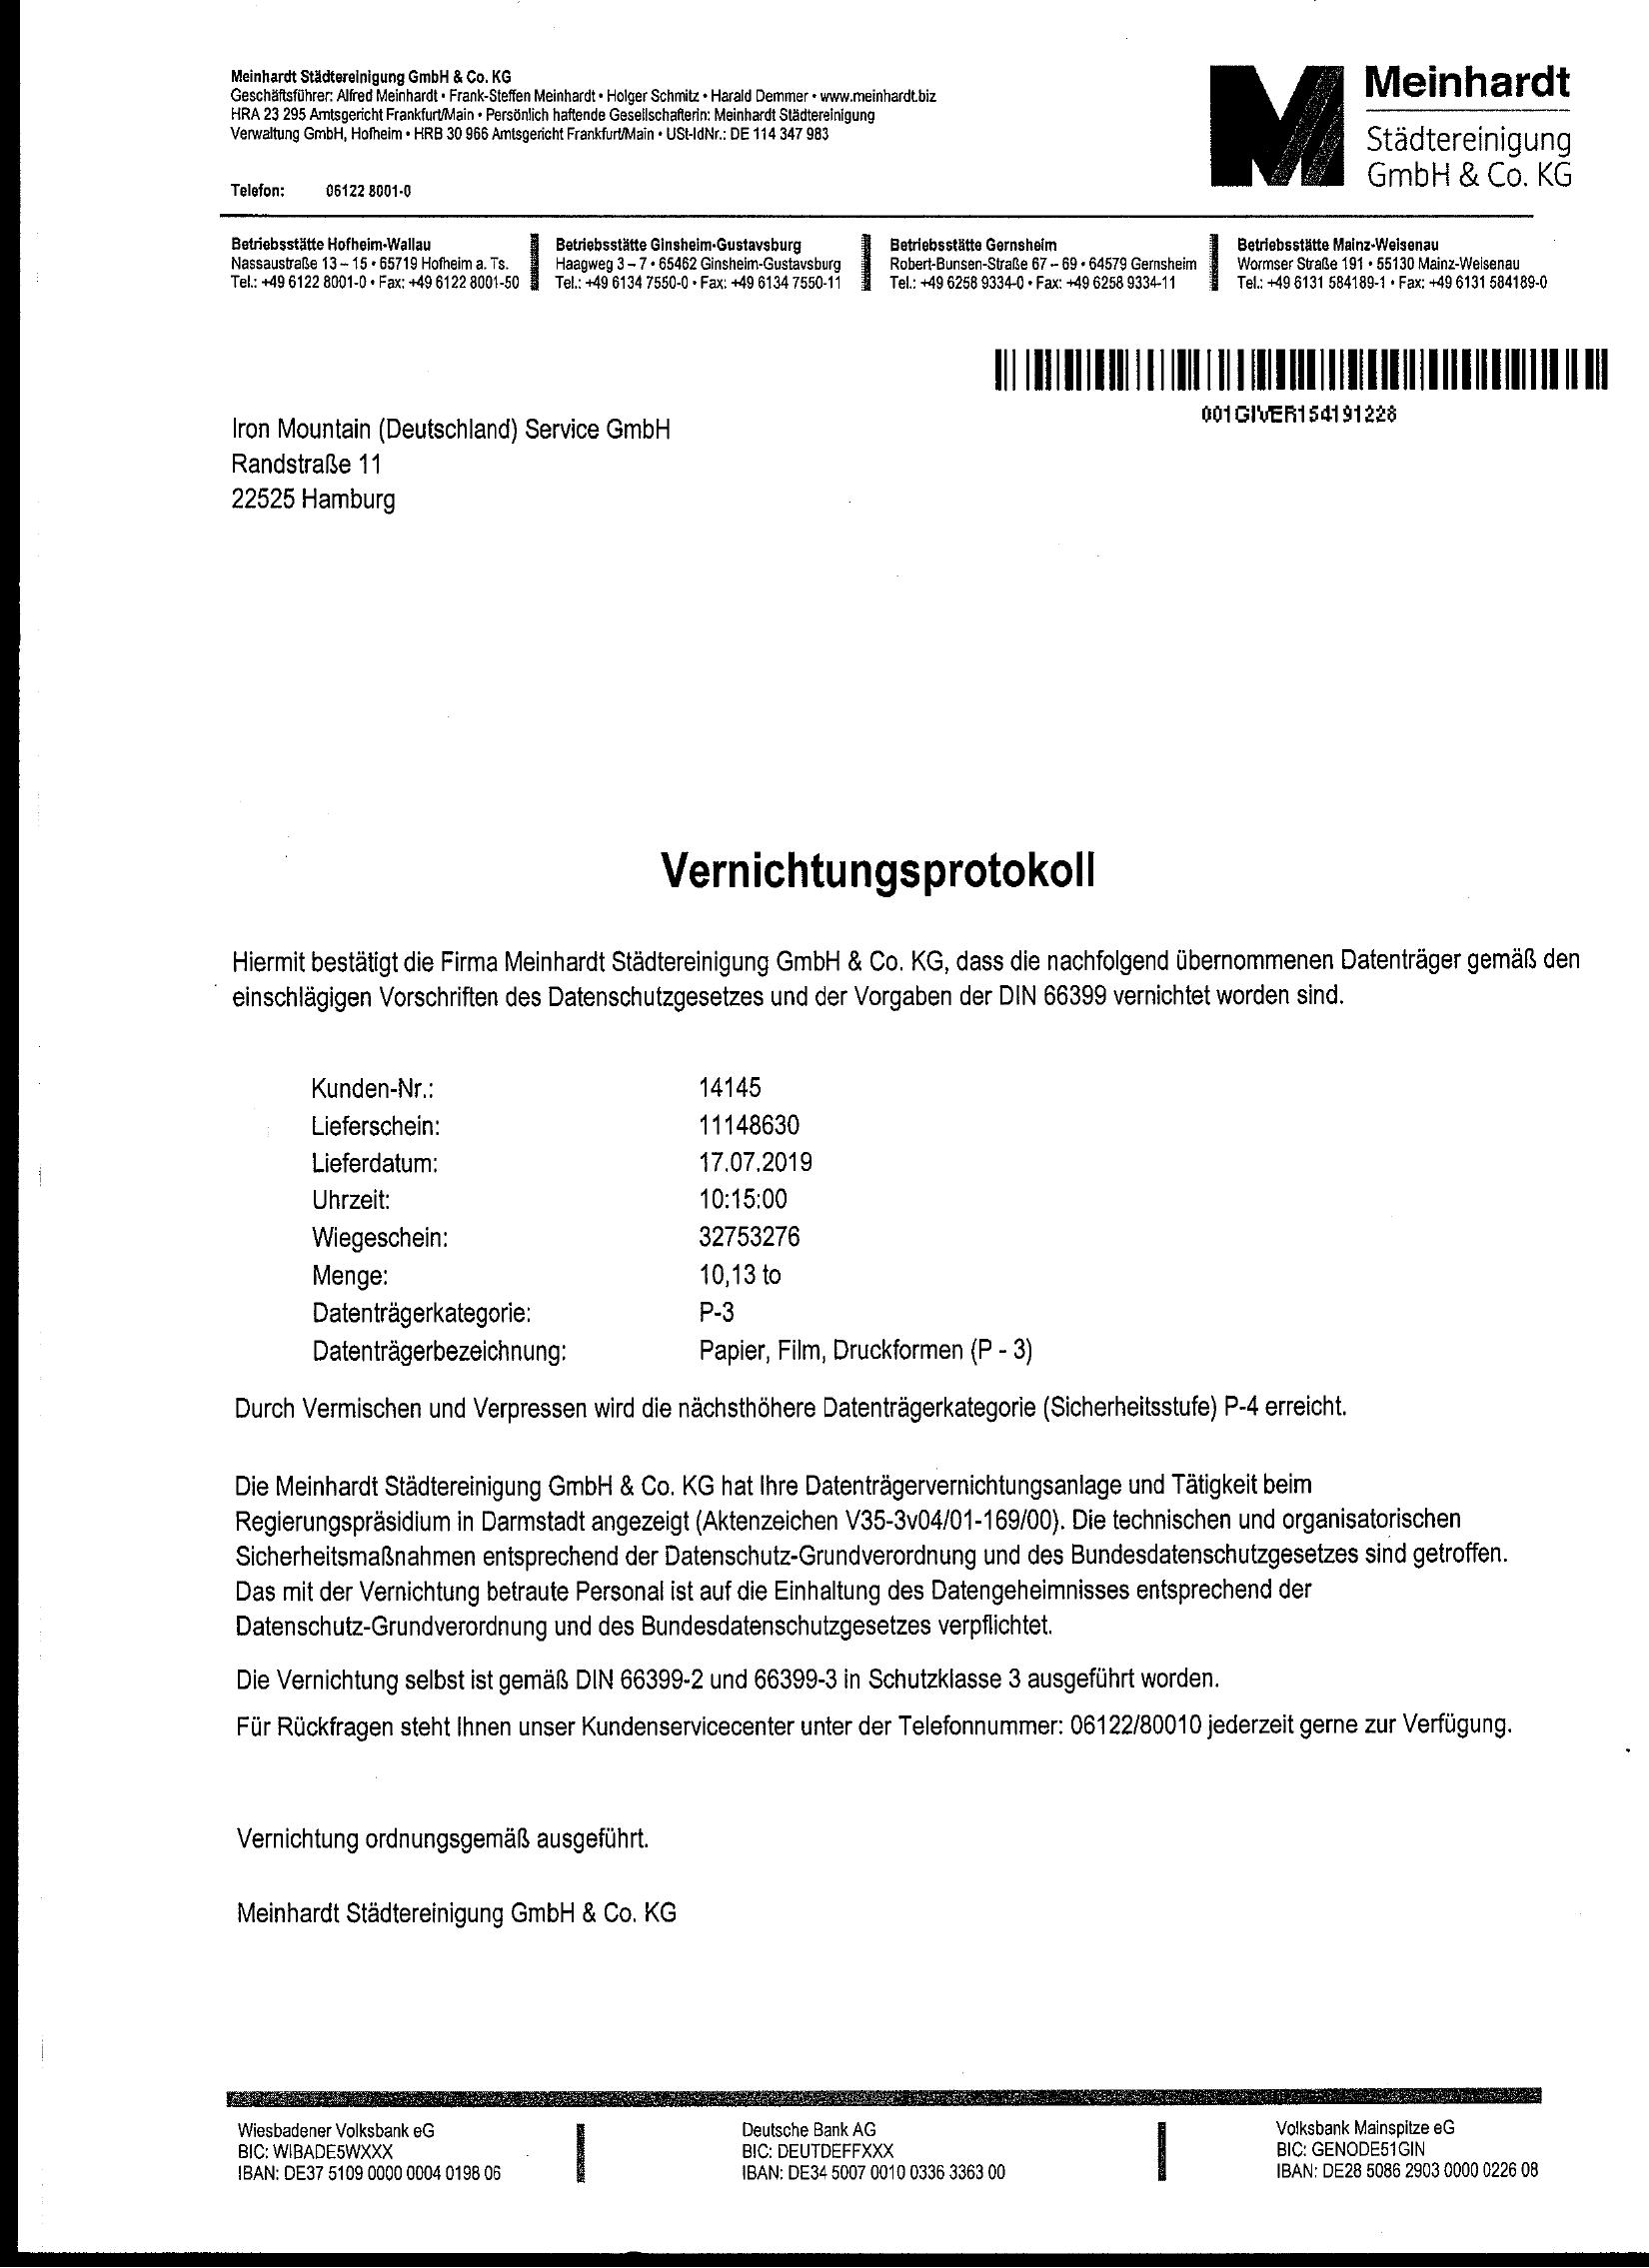 Meinhardt Städtereinigung GmbH & Co. KG
Geschäftsführer: Alfred Meinhardt • Frank-Steffen Meinhardt • Holger Schmitz • Harald Demmer • www.meinhardt.biz
HRA 23 295 Amtsgericht Frankfurt/Main • Persönlich haftende Gesellschafterin: Meinhardt Städtereinigung
Verwaltung GmbH, Hofheim • HRB 30 966 Amtsgericht Frankfurt/Main • USt-IdNr.: DE 114 347 983
Telefon: 06122 8001-0
Meinhardt
Städtereinigung
GmbH & Co. KG
Betriebsstätte Hofheim-Wallau
Nassaustraße 13 – 15 • 65719 Hofheim a. Ts.
Tel.: +49 6122 8001-0 • Fax: +49 6122 8001-50
Betriebsstätte Ginsheim-Gustavsburg
Haagweg 3 – 7 • 65462 Ginsheim-Gustavsburg
Tel.: +49 6134 7550-0 • Fax: +49 6134 7550-11
Betriebsstätte Gernsheim
Robert-Bunsen-Straße 67 – 69 • 64579 Gernsheim
Tel.: +49 6258 9334-0 • Fax: +49 6258 9334-11
Betriebsstätte Mainz-Weisenau
Wormser Straße 191 • 55130 Mainz-Weisenau
Tel.: +49 6131 584189-1 • Fax: +49 6131 584189-0
001GIVER154191228
Iron Mountain (Deutschland) Service GmbH
Randstraße 11
22525 Hamburg
Vernichtungsprotokoll
Hiermit bestätigt die Firma Meinhardt Städtereinigung GmbH & Co. KG, dass die nachfolgend übernommenen Datenträger gemäß den
einschlägigen Vorschriften des Datenschutzgesetzes und der Vorgaben der DIN 66399 vernichtet worden sind.
Kunden-Nr.: 14145
Lieferschein: 11148630
Lieferdatum: 17.07.2019
Uhrzeit: 10:15:00
Wiegeschein: 32753276
Menge: 10,13 to
Datenträgerkategorie: P-3
Datenträgerbezeichnung: Papier, Film, Druckformen (P - 3)
Durch Vermischen und Verpressen wird die nächsthöhere Datenträgerkategorie (Sicherheitsstufe) P-4 erreicht.
Die Meinhardt Städtereinigung GmbH & Co. KG hat Ihre Datenträgervernichtungsanlage und Tätigkeit beim
Regierungspräsidium in Darmstadt angezeigt (Aktenzeichen V35-3v04/01-169/00). Die technischen und organisatorischen
Sicherheitsmaßnahmen entsprechend der Datenschutz-Grundverordnung und des Bundesdatenschutzgesetzes sind getroffen.
Das mit der Vernichtung betraute Personal ist auf die Einhaltung des Datengeheimnisses entsprechend der
Datenschutz-Grundverordnung und des Bundesdatenschutzgesetzes verpflichtet.
Die Vernichtung selbst ist gemäß DIN 66399-2 und 66399-3 in Schutzklasse 3 ausgeführt worden.
Für Rückfragen steht Ihnen unser Kundenservicecenter unter der Telefonnummer: 06122/80010 jederzeit gerne zur Verfügung.
Vernichtung ordnungsgemäß ausgeführt.
Meinhardt Städtereinigung GmbH & Co. KG
Wiesbadener Volksbank eG
BIC: WIBADE5WXXX
IBAN: DE37 5109 0000 0004 0198 06
Deutsche Bank AG
BIC: DEUTDEFFXXX
IBAN: DE34 5007 0010 0336 3363 00
Volksbank Mainspitze eG
BIC: GENODE51GIN
IBAN: DE28 5086 2903 0000 0226 08